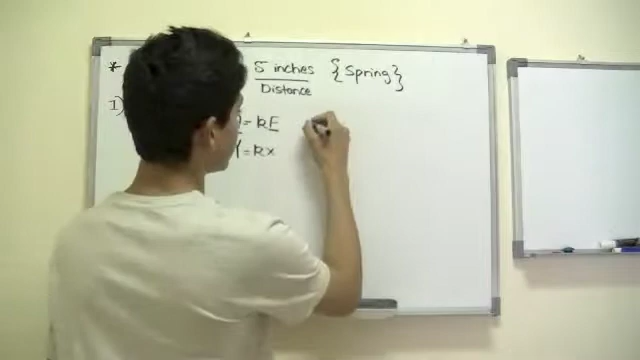 * 5 inches {Spring}
Distance
1) = kF
Y = kx